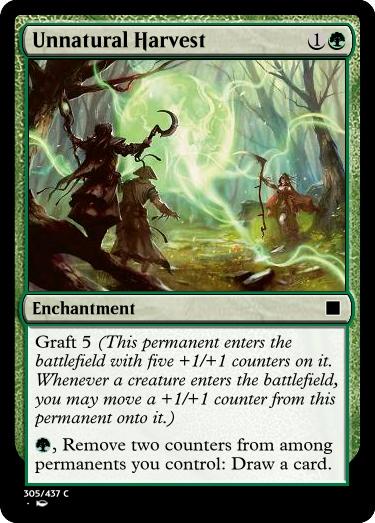 Unnatural Harvest 1
Enchantment
Graft 5 (This permanent enters the
battlefield with five +1/+1 counters on it.
Whenever a creature enters the battlefield,
you may move a +1/+1 counter from this
permanent onto it.)
, Remove two counters from among
permanents you control: Draw a card.
305/437 C